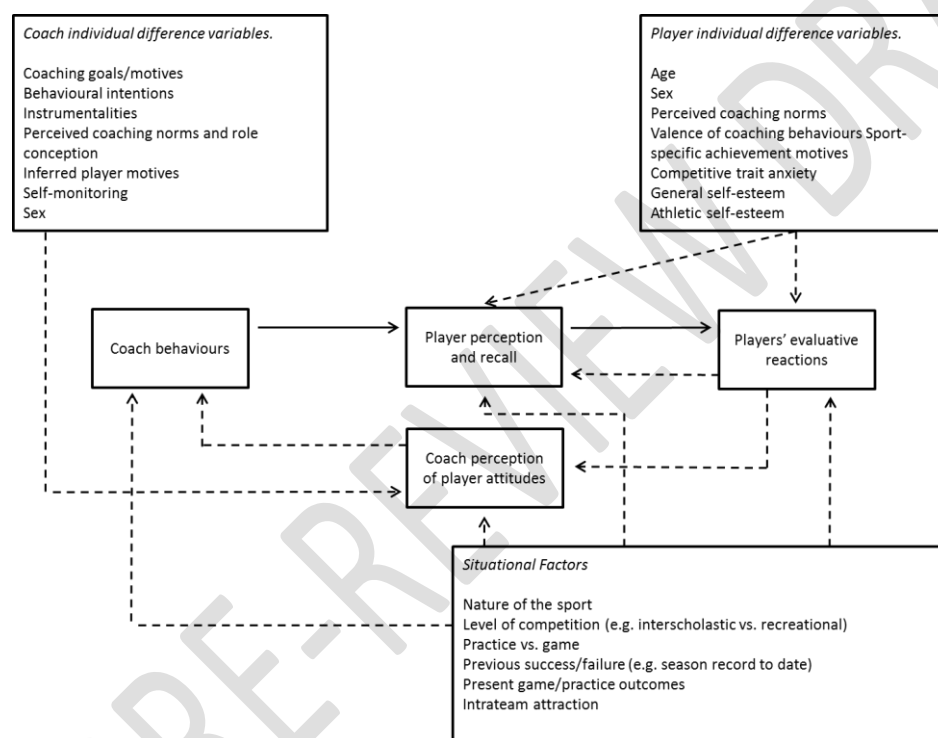 Coach individual difference variables.
Coaching goals/motives
Behavioural intentions
Instrumentalities
Perceived coaching norms and role
conception
Inferred player motives
Self-monitoring
Sex
Player individual difference variables.
Age
Sex
Perceived coaching norms
Valence of coaching behaviours Sport-
specific achievement motives
Competitive trait anxiety
General self-esteem
Athletic self-esteem
Coach behaviours
Player perception
and recall
Players' evaluative
reactions
Coach perception
of player attitudes
Situational Factors
Nature of the sport
Level of competition (e.g. interscholastic vs. recreational)
Practice vs. game
Previous success/failure (e.g. season record to date)
Present game/practice outcomes
Intrateam attraction
RE-REVIEW DR